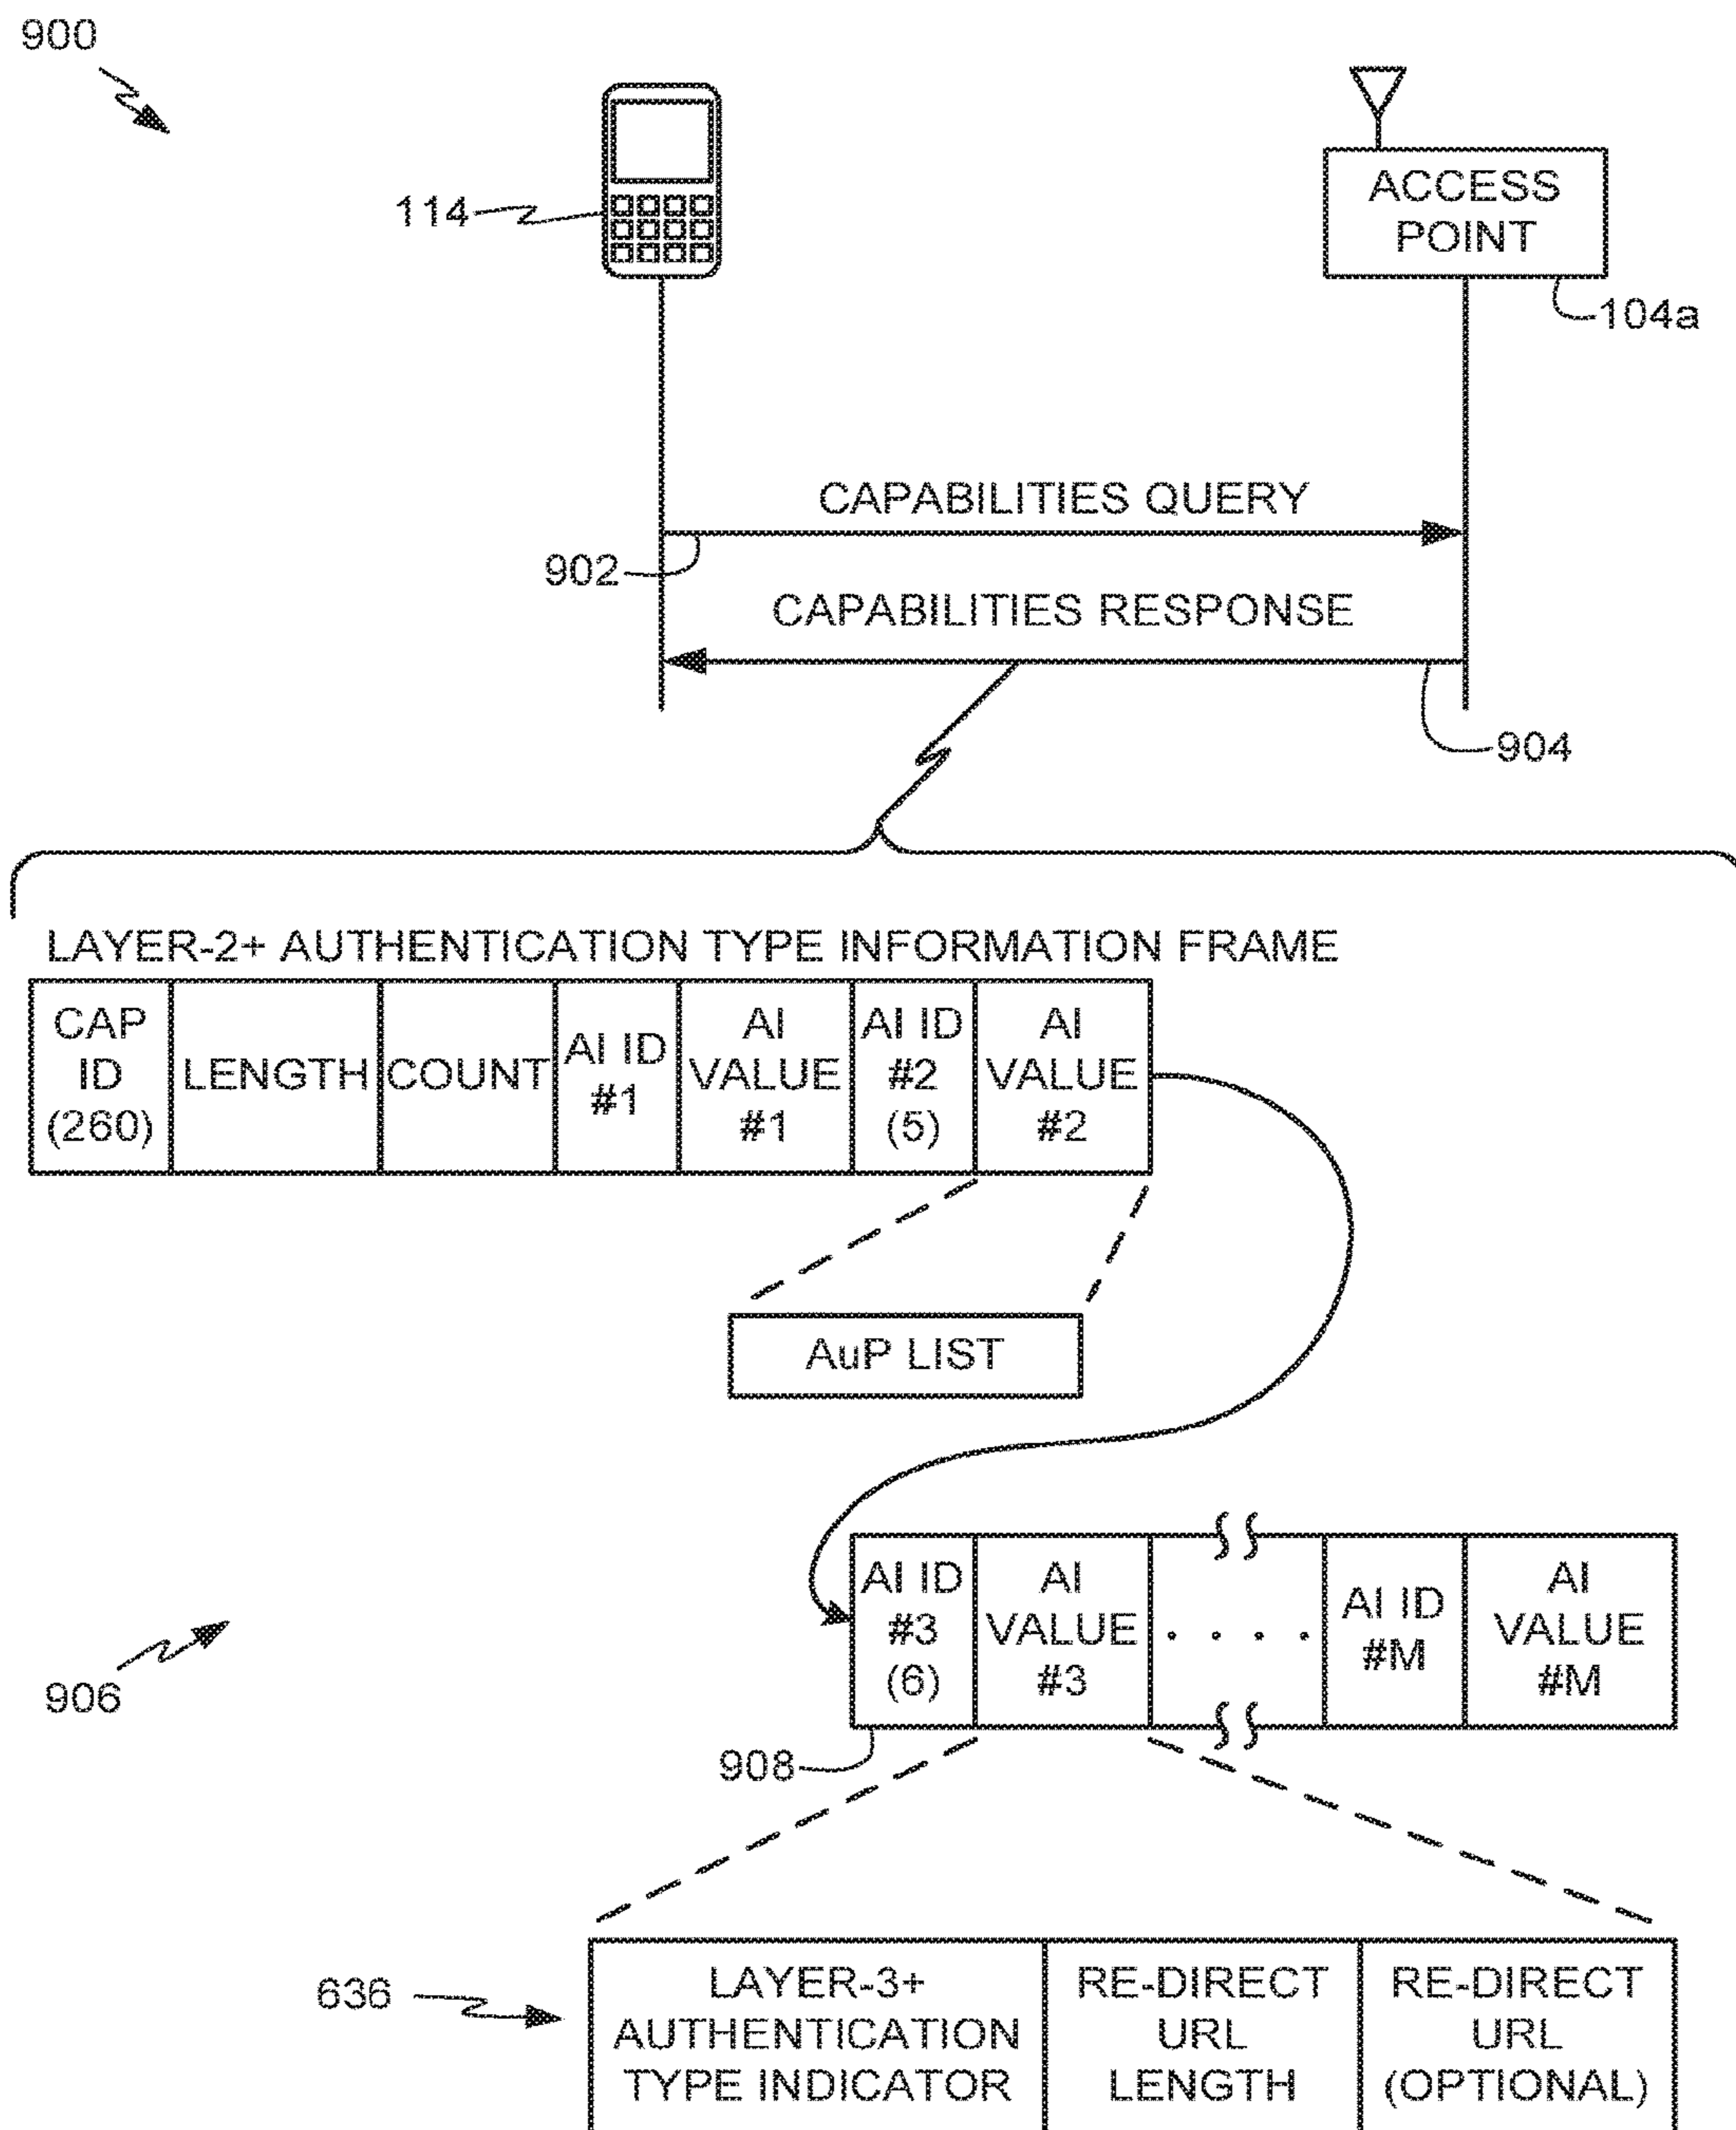 900
114
ACCESS
POINT
104a
CAPABILITIES QUERY
902
CAPABILITIES RESPONSE
904
LAYER-2+ AUTHENTICATION TYPE INFORMATION FRAME
CAP
ID
(260)
LENGTH
COUNT
AI ID
#1
AI
VALUE
#1
AI ID
#2
(5)
AI
VALUE
#2
AuP LIST
AI ID
#3
(6)
AI
VALUE
#3
. . . .
AI ID
#M
AI
VALUE
#M
906
908
636
LAYER-3+
AUTHENTICATION
TYPE INDICATOR
RE-DIRECT
URL
LENGTH
RE-DIRECT
URL
(OPTIONAL)